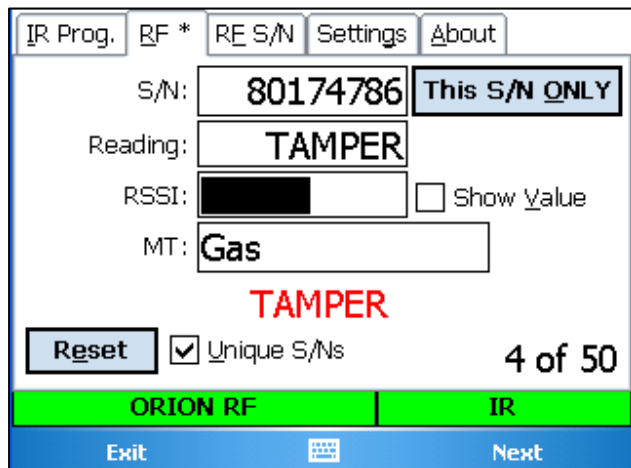 IR Prog. RF * RF S/N Settings About
S/N: 80174786 This S/N ONLY
Reading: TAMPER
RSSI: Show Value
MT: Gas
TAMPER
Reset Unique S/Ns 4 of 50
ORION RF IR
Exit Next